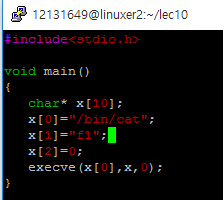 12131649@linuxer2:~/lec10
#include<stdio.h>
void main()
{
char* x[10];
x[0]="/bin/cat";
x[1]="f1";
x[2]=0;
execve(x[0],x,0);
}